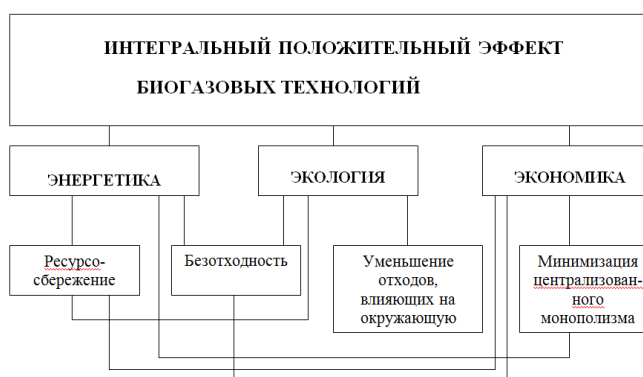 ИНТЕГРАЛЬНЫЙ ПОЛОЖИТЕЛЬНЫЙ ЭФФЕКТ
БИОГАЗОВЫХ ТЕХНОЛОГИЙ
ЭНЕРГЕТИКА
ЭКОЛОГИЯ
ЭКОНОМИКА
Ресурсо-
сбережение
Безотходность
Уменьшение
отходов,
влияющих на
окружающую
Минимизация
централизован-
ного
монополизма